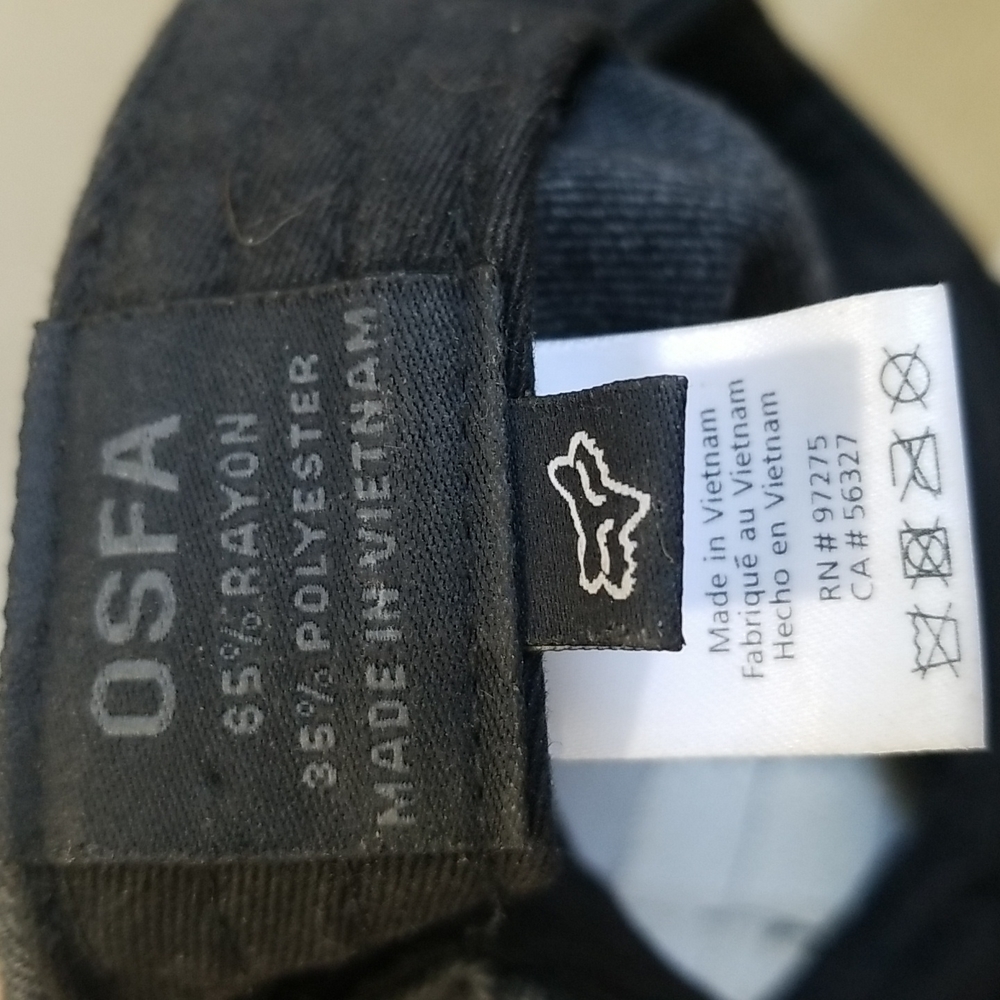 OSFA
65% RAYON
35% POLYESTER
MADE IN VIETNAM
Made in Vietnam
Fabriqué au Vietnam
Hecho en Vietnam
RN # 97275
CA # 56327